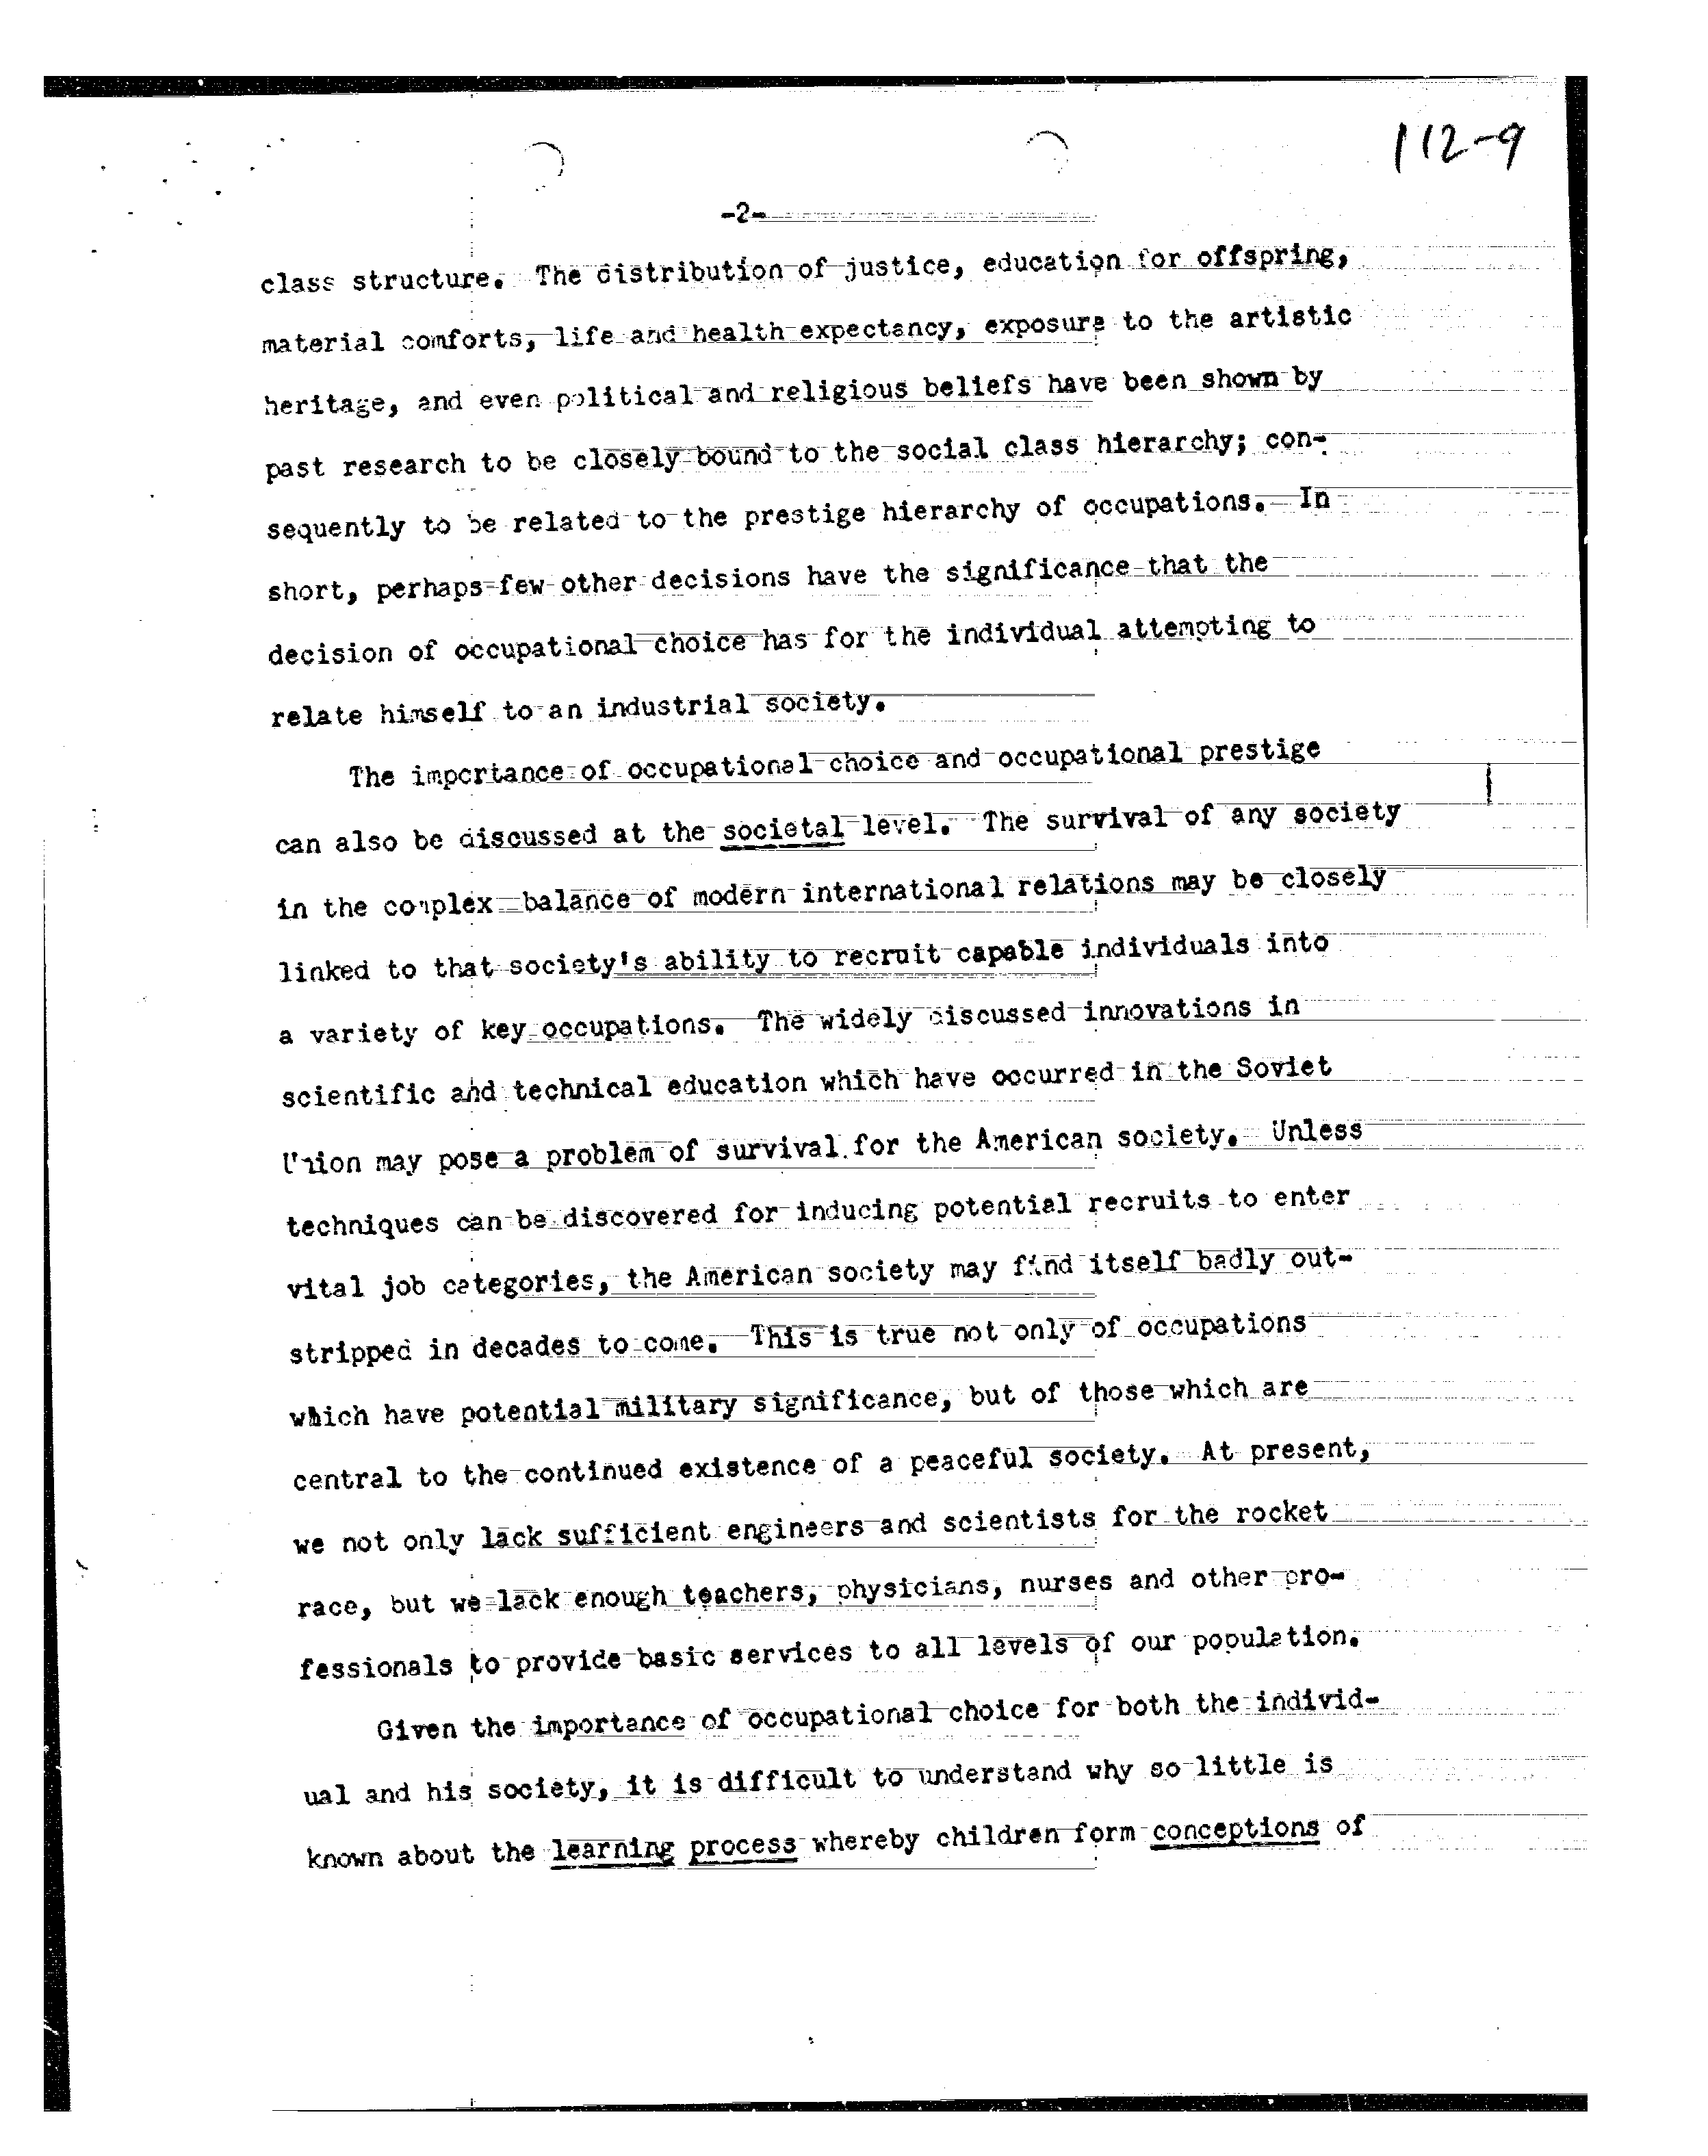 112-9
-2-
class structure. The distribution of justice, education for offspring,
material comforts, life and health expectancy, exposure to the artistic
heritage, and even political and religious beliefs have been shown by
past research to be closely bound to the social class hierarchy; con-
sequently to be related to the prestige hierarchy of occupations. In
short, perhaps few other decisions have the significance that the
decision of occupational choice has for the individual attempting to
relate himself to an industrial society.
The importance of occupational choice and occupational prestige
can also be discussed at the societal level. The survival of any society
in the complex balance of modern international relations may be closely
linked to that society's ability to recruit capable individuals into
a variety of key occupations. The widely discussed innovations in
scientific and technical education which have occurred in the Soviet
Union may pose a problem of survival for the American society. Unless
techniques can be discovered for inducing potential recruits to enter
vital job categories, the American society may find itself badly out-
stripped in decades to come. This is true not only of occupations
which have potential military significance, but of those which are
central to the continued existence of a peaceful society. At present,
we not only lack sufficient engineers and scientists for the rocket
race, but we lack enough teachers, physicians, nurses and other pro-
fessionals to provide basic services to all levels of our population.
Given the importance of occupational choice for both the individ-
ual and his society, it is difficult to understand why so little is
known about the learning process whereby children form conceptions of